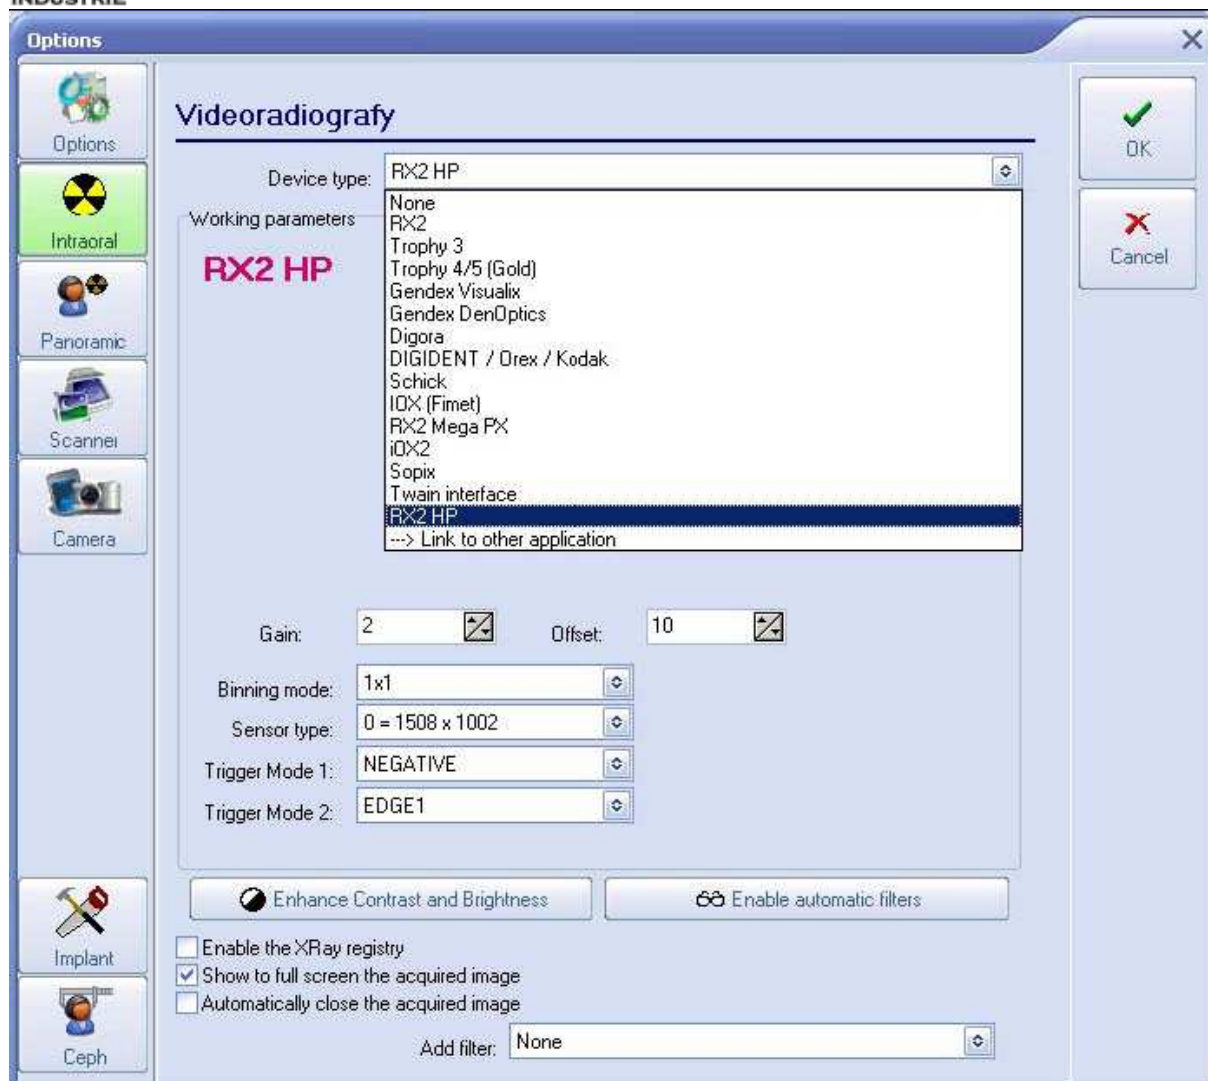 INDUSTRIE
Options
Options
Intraoral
Panoramic
Scanner
Camera
Implant
Ceph
Videoradiografy
Device type: RX2 HP
None
RX2
Trophy 3
Trophy 4/5 (Gold)
Gendex Visualix
Gendex DenOptics
Digora
DIGIDENT / Orex / Kodak
Schick
IOX (Fimet)
RX2 Mega PX
iOX2
Sopix
Twain interface
RX2 HP
---> Link to other application
Working parameters
RX2 HP
Gain: 2 Offset: 10
Binning mode: 1x1
Sensor type: 0 = 1508 x 1002
Trigger Mode 1: NEGATIVE
Trigger Mode 2: EDGE1
Enhance Contrast and Brightness Enable automatic filters
Enable the XRay registry
Show to full screen the acquired image
Automatically close the acquired image
Add filter: None
OK
Cancel